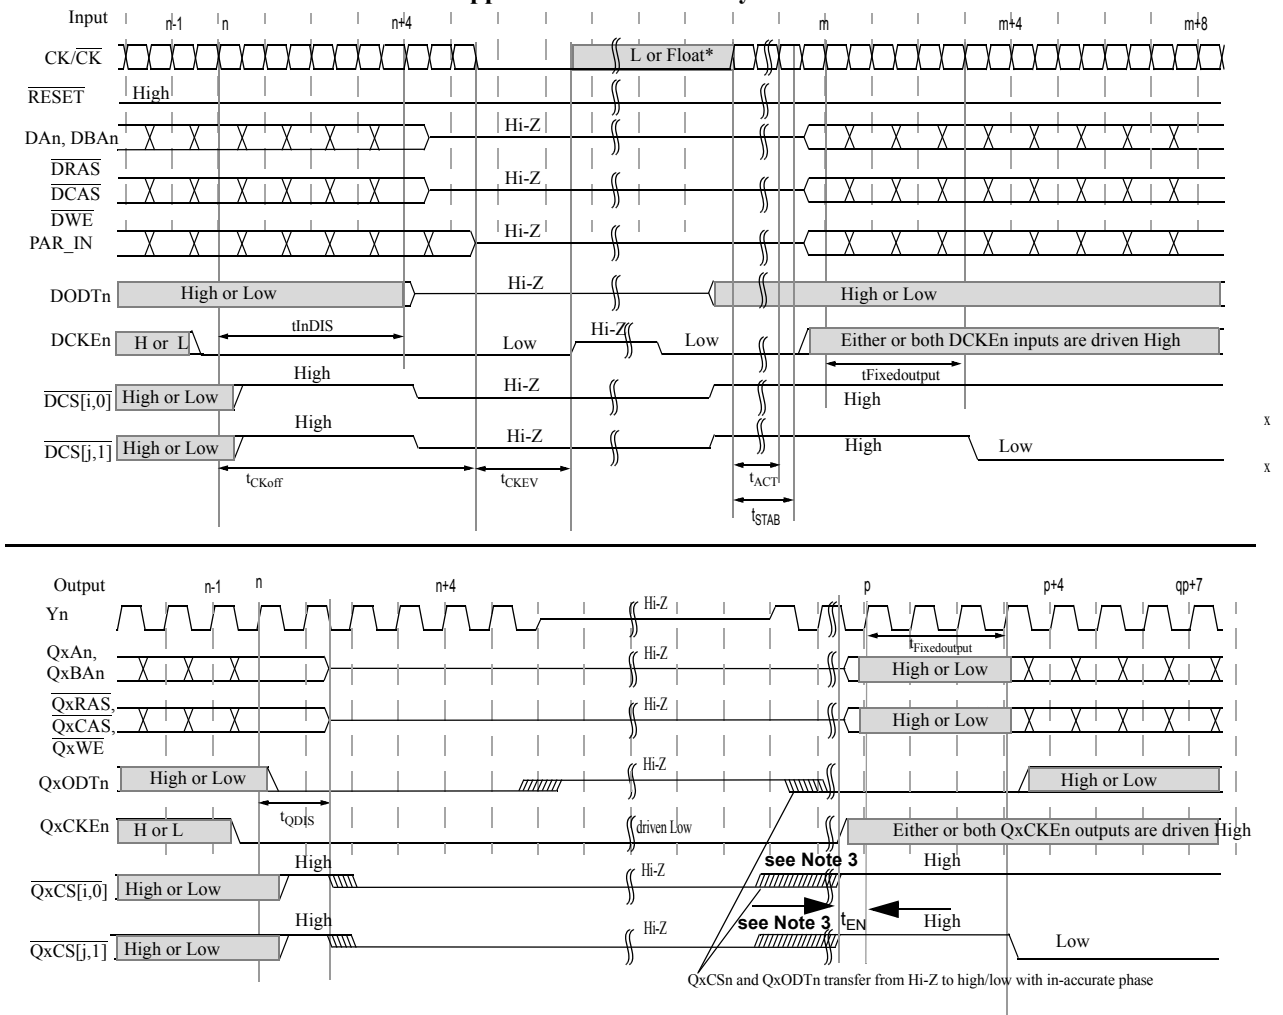 Input n-1 n n+4 m m+4 m+8
CK/CK L or Float*
RESET High
DAn, DBAn Hi-Z
DRAS
DCAS Hi-Z
DWE
PAR_IN Hi-Z
DODTn High or Low Hi-Z High or Low
tInDIS
DCKEn H or L Low Hi-Z Low Either or both DCKEn inputs are driven High
tFixedoutput
DCS[i,0] High or Low High Hi-Z High
x
DCS[j,1] High or Low High Hi-Z High Low
x
tCKoff tCKEV tACT
tSTAB
Output n-1 n n+4 p p+4 qp+7
Yn Hi-Z
tFixedoutput
QxAn,
QxBAn Hi-Z High or Low
QxRAS,
QxCAS, Hi-Z High or Low
QxWE
QxODTn High or Low Hi-Z High or Low
tQDIS
QxCKEn H or L driven Low Either or both QxCKEn outputs are driven High
see Note 3
QxCS[i,0] High or Low High Hi-Z High
see Note 3 tEN
QxCS[j,1] High or Low High Hi-Z High Low
QxCSn and QxODTn transfer from Hi-Z to high/low with in-accurate phase